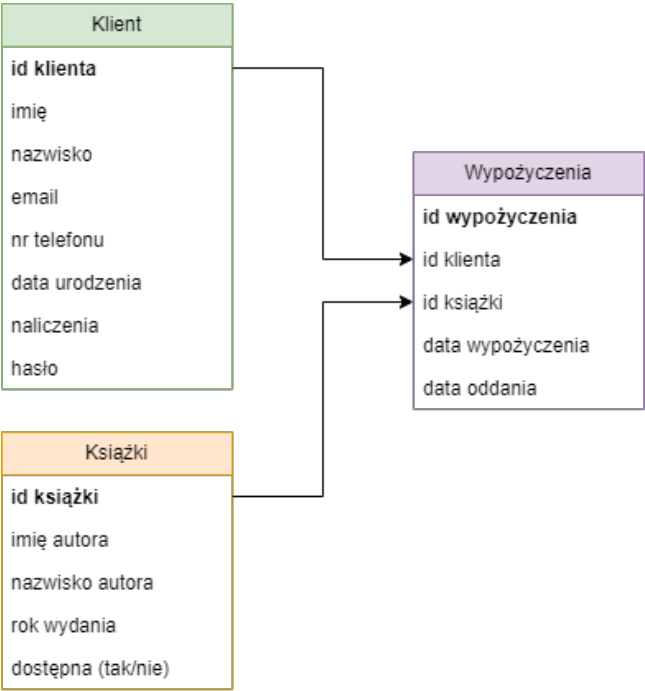 Klient
id klienta
imię
nazwisko
email
nr telefonu
data urodzenia
naliczenia
hasło
Wypożyczenia
id wypożyczenia
id klienta
id książki
data wypożyczenia
data oddania
Książki
id książki
imię autora
nazwisko autora
rok wydania
dostępna (tak/nie)